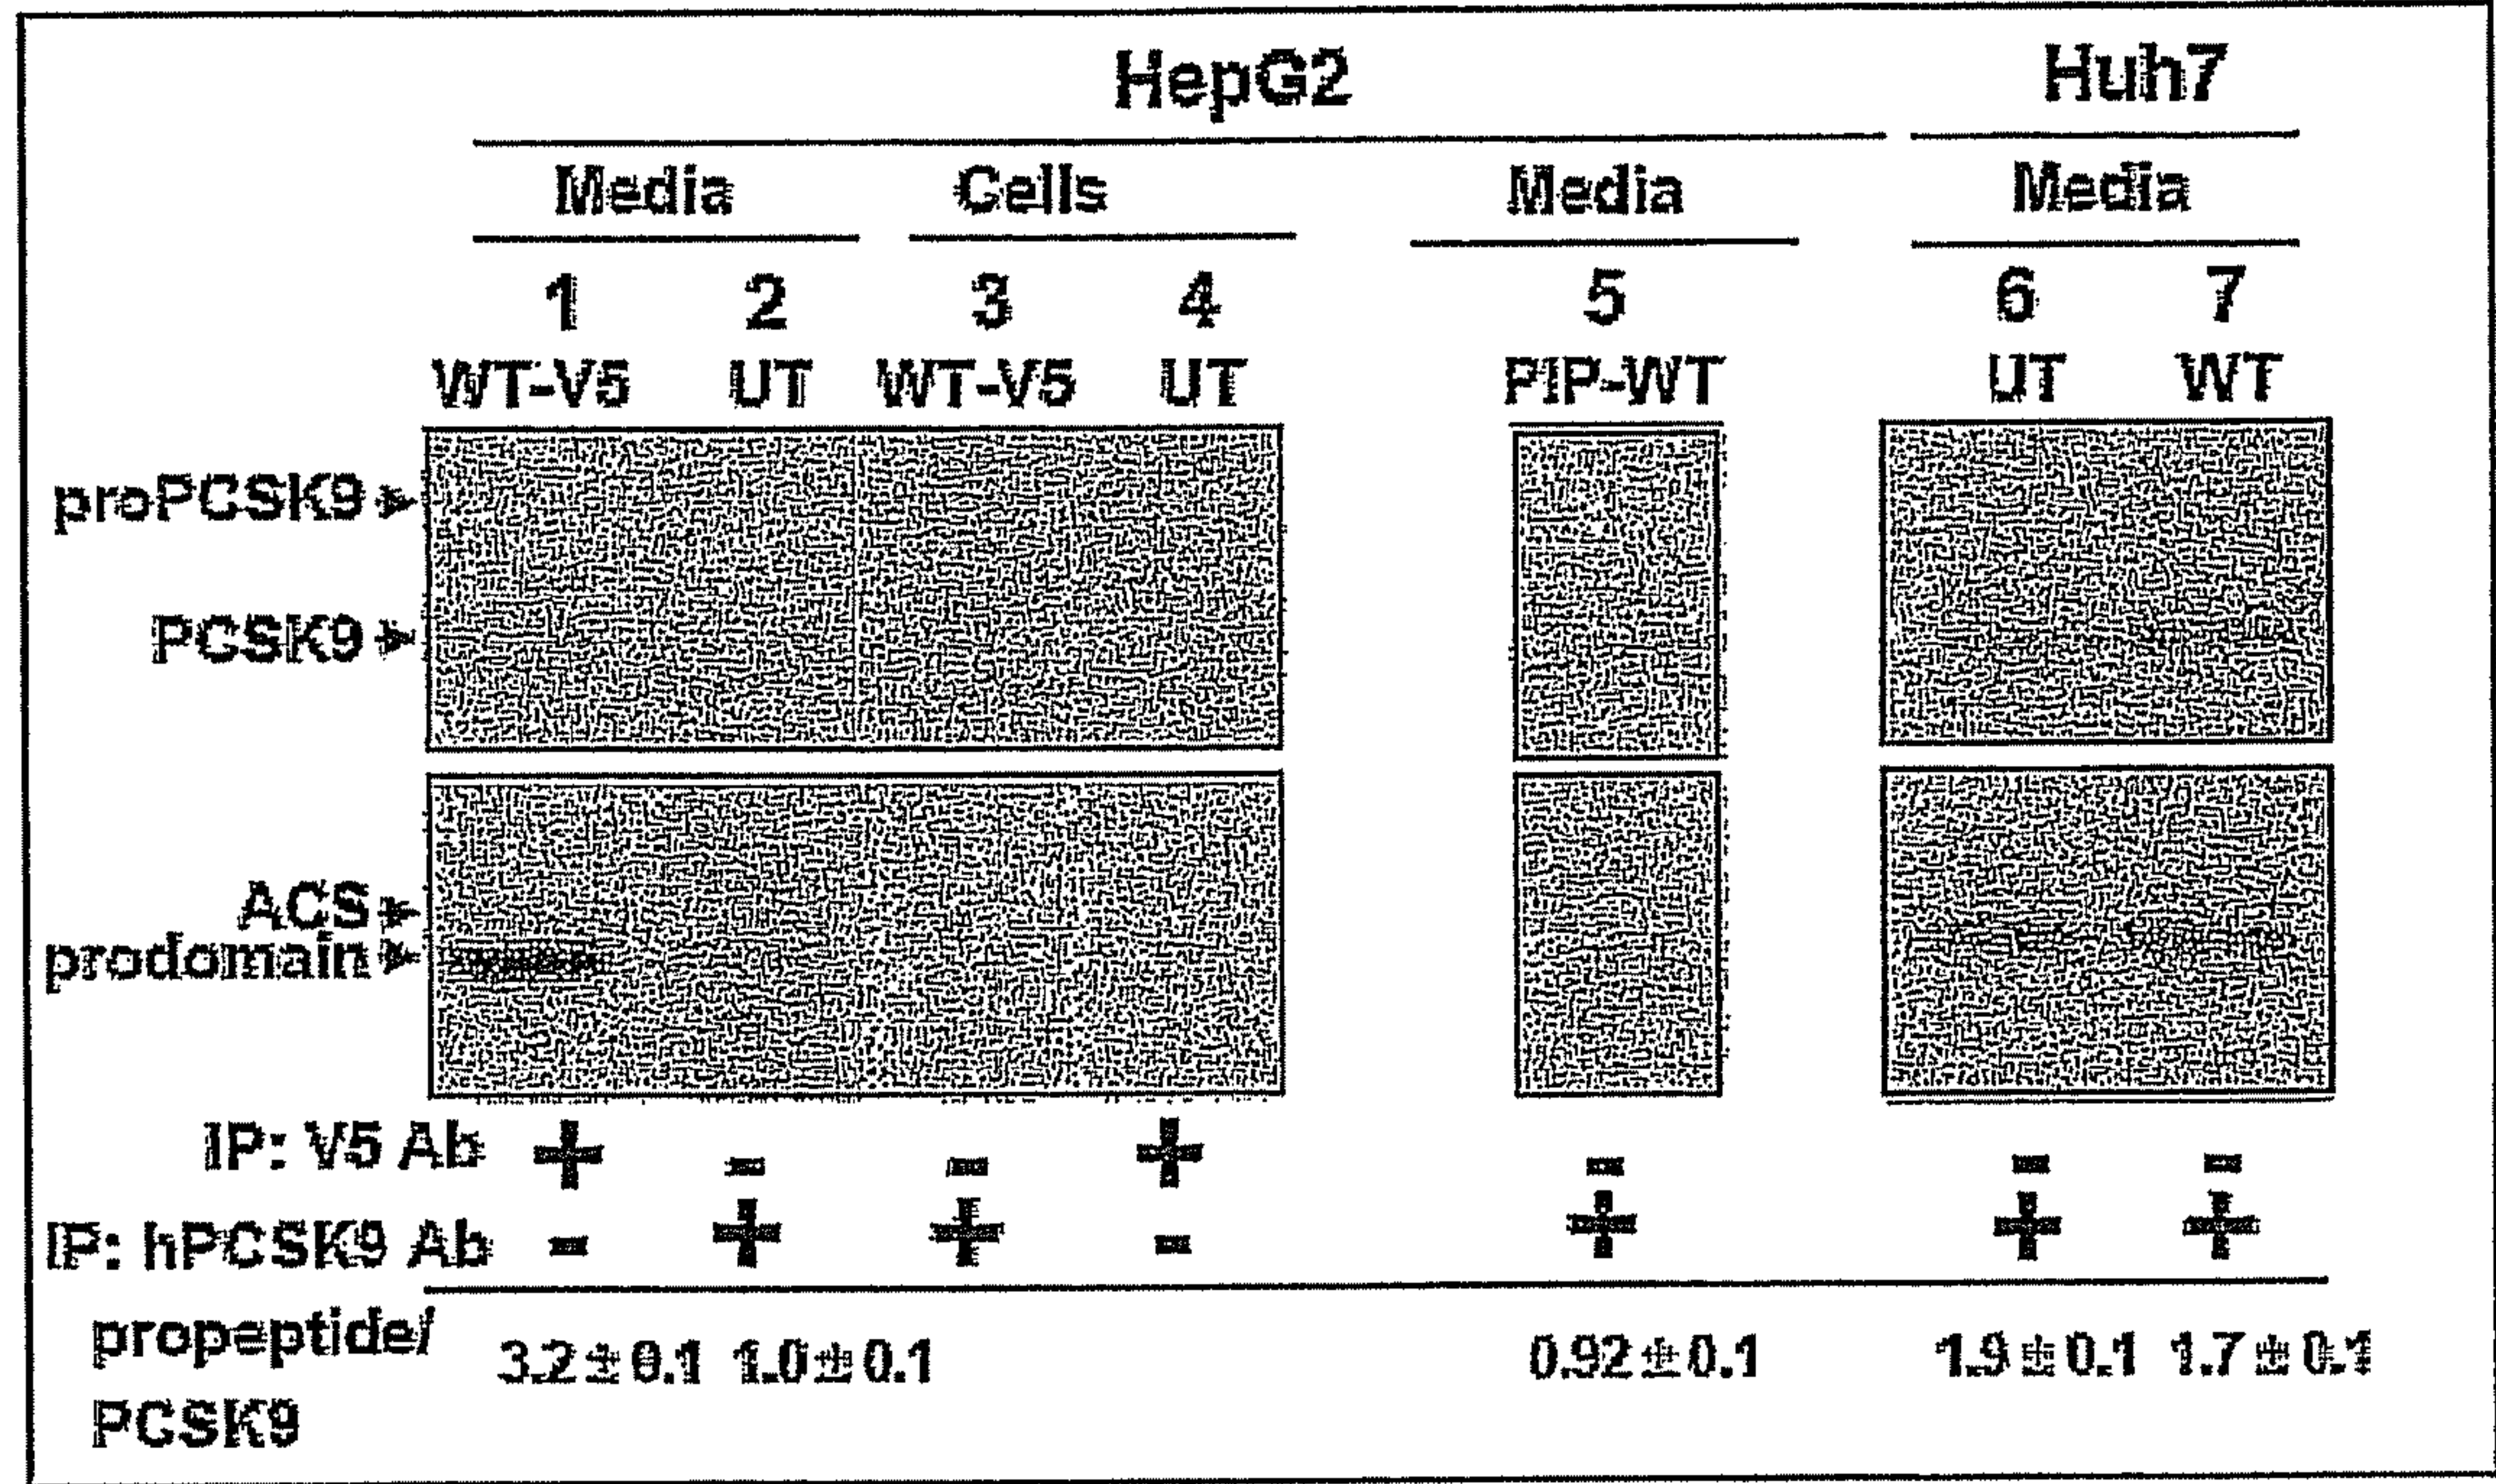 HepG2 Huh7
Media Cells Media Media
1 2 3 4 5 6 7
WT-V5 UT WT-V5 UT PIP-WT UT WT
proPCSK9
PCSK9
ACS
prodomain
IP: V5 Ab + - - + - - -
IP: hPCSK9 Ab - + + - + + +
propeptide/
PCSK9 3.2±0.1 1.0±0.1 0.92±0.1 1.9±0.1 1.7±0.1